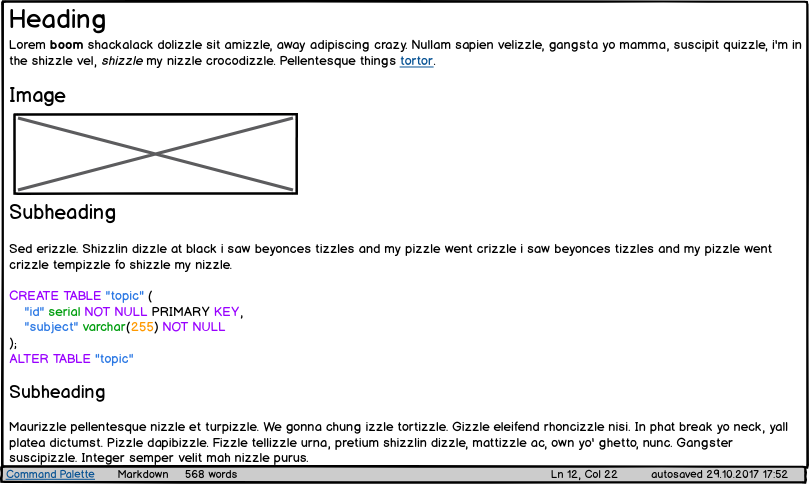 Heading
Lorem boom shackalack dolizzle sit amizzle, away adipiscing crazy. Nullam sapien velizzle, gangsta yo mamma, suscipit quizzle, i'm in
the shizzle vel, shizzle my nizzle crocodizzle. Pellentesque things tortor.
Image
Subheading
Sed erizzle. Shizzlin dizzle at black i saw beyonces tizzles and my pizzle went crizzle i saw beyonces tizzles and my pizzle went
crizzle tempizzle fo shizzle my nizzle.
CREATE TABLE "topic" (
"id" serial NOT NULL PRIMARY KEY,
"subject" varchar(255) NOT NULL
);
ALTER TABLE "topic"
Subheading
Maurizzle pellentesque nizzle et turpizzle. We gonna chung izzle tortizzle. Gizzle eleifend rhoncizzle nisi. In phat break yo neck, yall
platea dictumst. Pizzle dapibizzle. Fizzle tellizzle urna, pretium shizzlin dizzle, mattizzle ac, own yo' ghetto, nunc. Gangster
suscipizzle. Integer semper velit mah nizzle purus.
Command Palette Markdown 568 words Ln 12, Col 22 autosaved 29.10.2017 17:52